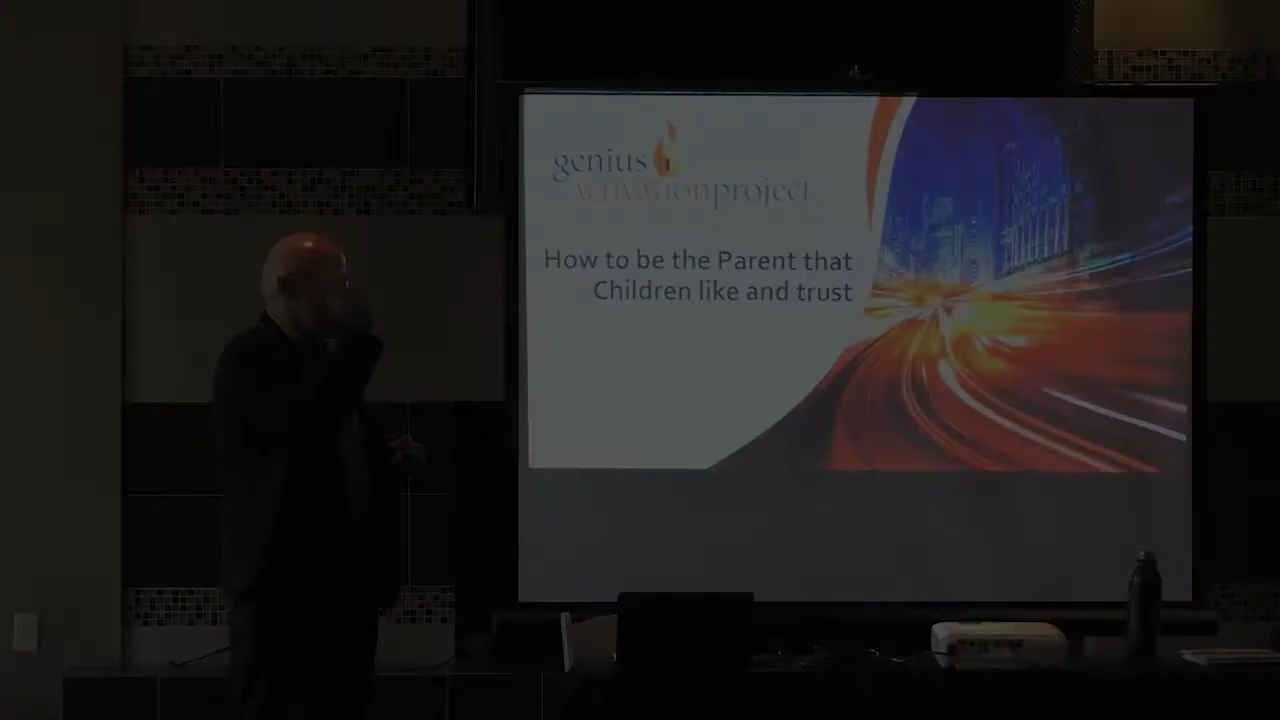 genius
activationproject
How to be the Parent that
Children like and trust